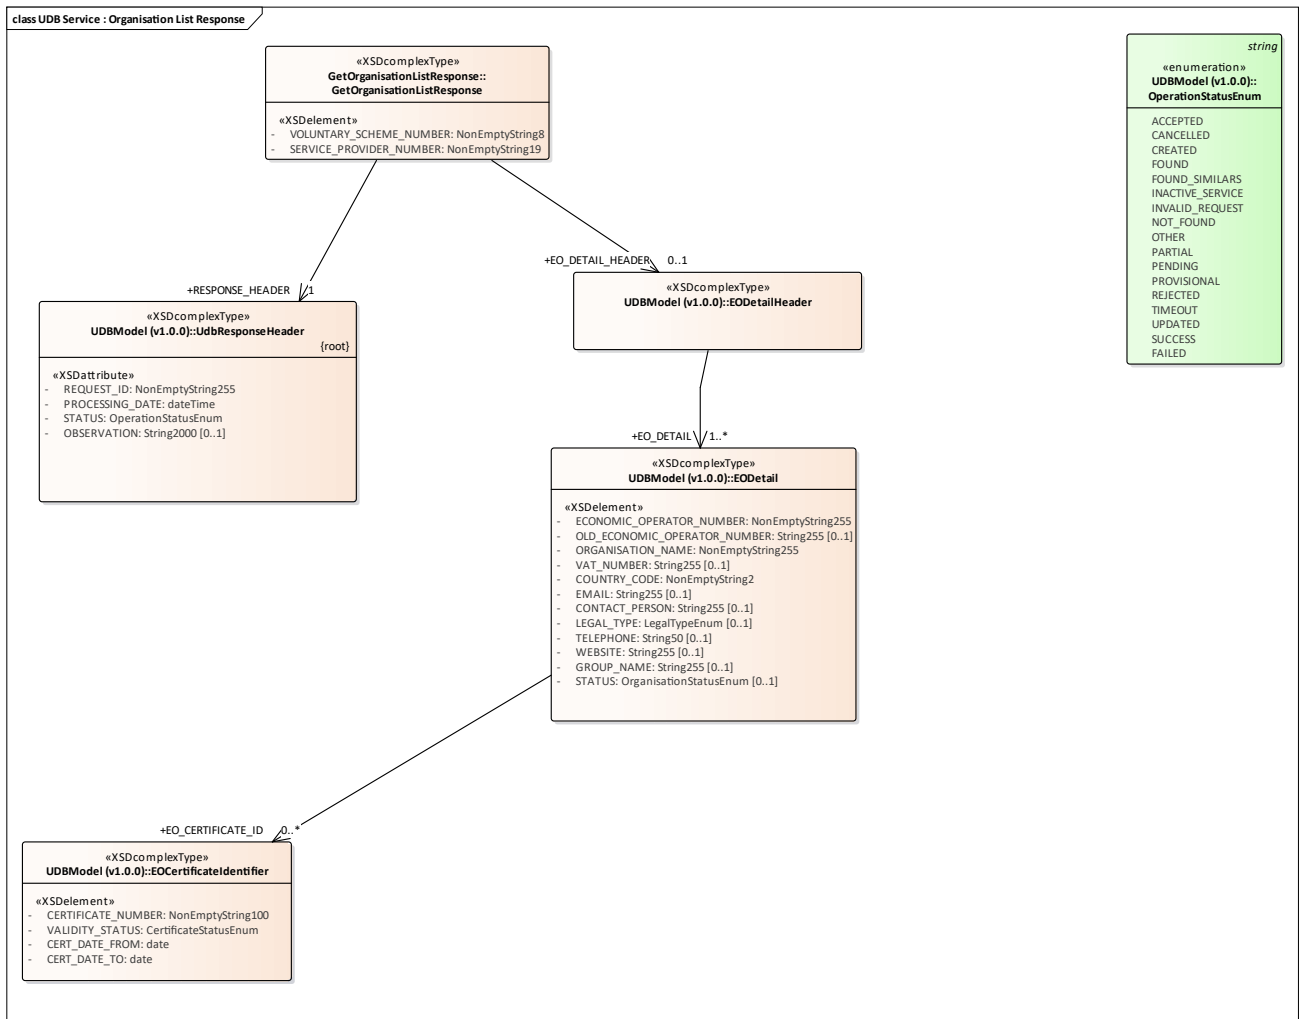 class UDB Service : Organisation List Response
«XSDcomplexType»
GetOrganisationListResponse::
GetOrganisationListResponse
«XSDelement»
- VOLUNTARY_SCHEME_NUMBER: NonEmptyString8
- SERVICE_PROVIDER_NUMBER: NonEmptyString19
string
«enumeration»
UDBModel (v1.0.0)::
OperationStatusEnum
ACCEPTED
CANCELLED
CREATED
FOUND
FOUND_SIMILARS
INACTIVE_SERVICE
INVALID_REQUEST
NOT_FOUND
OTHER
PARTIAL
PENDING
PROVISIONAL
REJECTED
TIMEOUT
UPDATED
SUCCESS
FAILED
+EO_DETAIL_HEADER 0..1
«XSDcomplexType»
UDBModel (v1.0.0)::EODetailHeader
+RESPONSE_HEADER 1
«XSDcomplexType»
UDBModel (v1.0.0)::UdbResponseHeader
{root}
«XSDattribute»
- REQUEST_ID: NonEmptyString255
- PROCESSING_DATE: dateTime
- STATUS: OperationStatusEnum
- OBSERVATION: String2000 [0..1]
+EO_DETAIL 1..*
«XSDcomplexType»
UDBModel (v1.0.0)::EODetail
«XSDelement»
- ECONOMIC_OPERATOR_NUMBER: NonEmptyString255
- OLD_ECONOMIC_OPERATOR_NUMBER: String255 [0..1]
- ORGANISATION_NAME: NonEmptyString255
- VAT_NUMBER: String255 [0..1]
- COUNTRY_CODE: NonEmptyString2
- EMAIL: String255 [0..1]
- CONTACT_PERSON: String255 [0..1]
- LEGAL_TYPE: LegalTypeEnum [0..1]
- TELEPHONE: String50 [0..1]
- WEBSITE: String255 [0..1]
- GROUP_NAME: String255 [0..1]
- STATUS: OrganisationStatusEnum [0..1]
+EO_CERTIFICATE_ID 0..*
«XSDcomplexType»
UDBModel (v1.0.0)::EOCertificateIdentifier
«XSDelement»
- CERTIFICATE_NUMBER: NonEmptyString100
- VALIDITY_STATUS: CertificateStatusEnum
- CERT_DATE_FROM: date
- CERT_DATE_TO: date